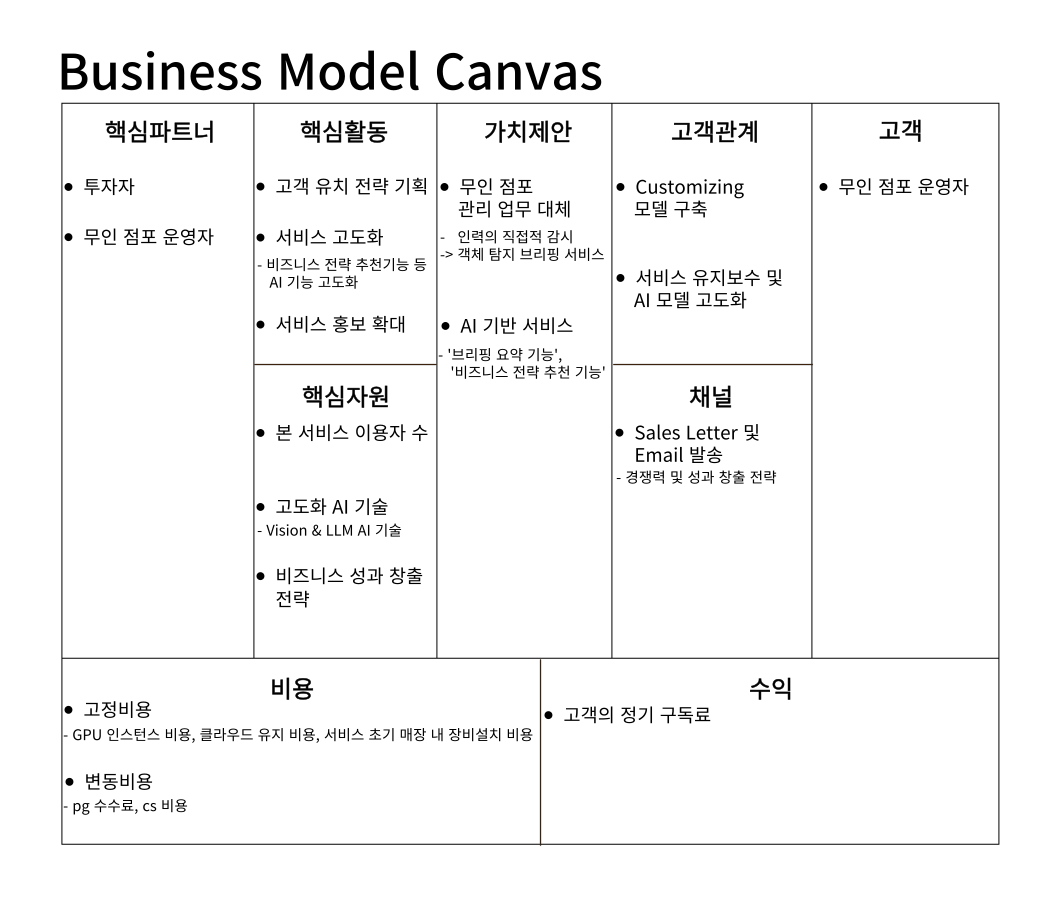 Business Model Canvas
핵심파트너
● 투자자
● 무인 점포 운영자
핵심활동
● 고객 유치 전략 기획
● 서비스 고도화
- 비즈니스 전략 추천기능 등
AI 기능 고도화
● 서비스 홍보 확대
핵심자원
● 본 서비스 이용자 수
● 고도화 AI 기술
- Vision & LLM AI 기술
● 비즈니스 성과 창출
전략
가치제안
● 무인 점포
관리 업무 대체
- 인력의 직접적 감시
-> 객체 탐지 브리핑 서비스
● AI 기반 서비스
- '브리핑 요약 기능',
'비즈니스 전략 추천 기능'
고객관계
● Customizing
모델 구축
● 서비스 유지보수 및
AI 모델 고도화
채널
● Sales Letter 및
Email 발송
- 경쟁력 및 성과 창출 전략
고객
● 무인 점포 운영자
비용
● 고정비용
- GPU 인스턴스 비용, 클라우드 유지 비용, 서비스 초기 매장 내 장비설치 비용
● 변동비용
- pg 수수료, cs 비용
수익
● 고객의 정기 구독료